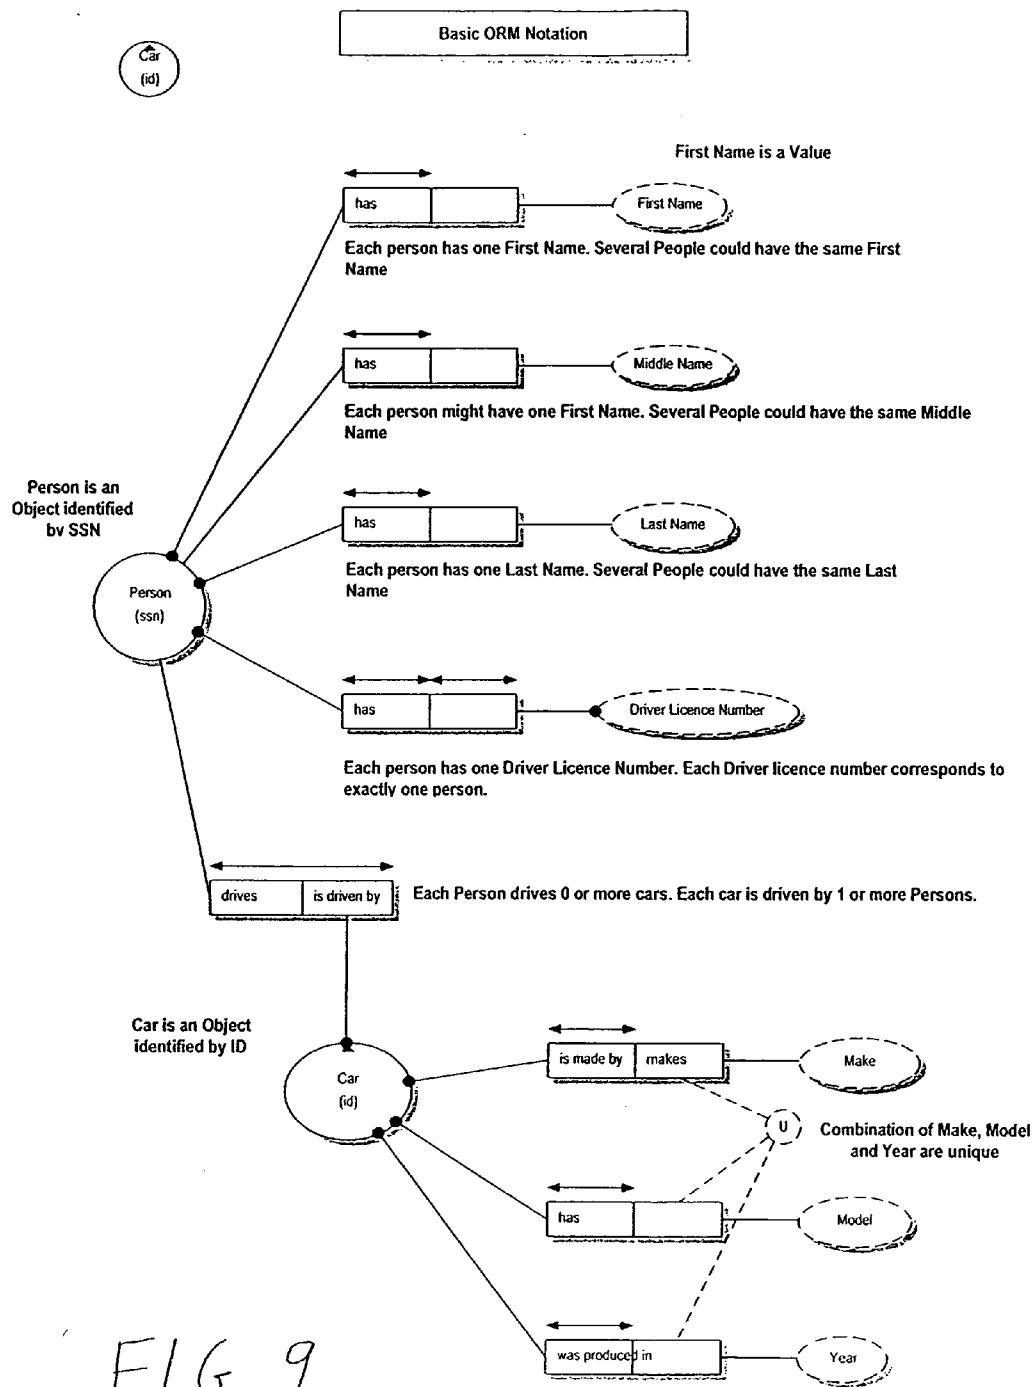 Basic ORM Notation
Car
(id)
First Name is a Value
has
First Name
Each person has one First Name. Several People could have the same First
Name
has
Middle Name
Each person might have one First Name. Several People could have the same Middle
Name
Person is an
Object identified
by SSN
has
Last Name
Each person has one Last Name. Several People could have the same Last
Name
Person
(ssn)
has
Driver Licence Number
Each person has one Driver Licence Number. Each Driver licence number corresponds to
exactly one person.
drives
is driven by
Each Person drives 0 or more cars. Each car is driven by 1 or more Persons.
Car is an Object
identified by ID
Car
(id)
is made by
makes
Make
U
Combination of Make, Model
and Year are unique
has
Model
was produced in
Year
FIG 9